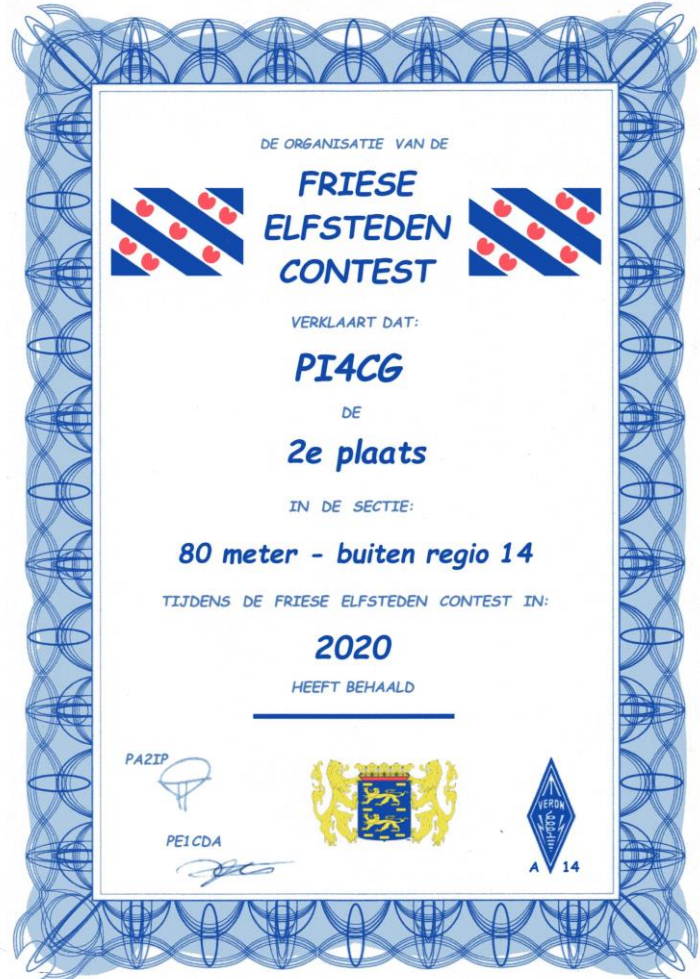 DE ORGANISATIE VAN DE
FRIESE
ELFSTEDEN
CONTEST
VERKLAART DAT:
PI4CG
DE
2e plaats
IN DE SECTIE:
80 meter - buiten regio 14
TIJDENS DE FRIESE ELFSTEDEN CONTEST IN:
2020
HEEFT BEHAALD
PA2IP
PE1CDA
VERON
A 14